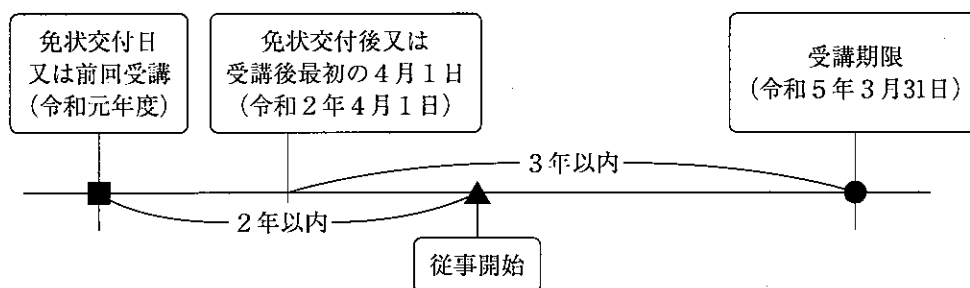 免状交付日
又は前回受講
（令和元年度）
免状交付後又は
受講後最初の４月１日
（令和２年４月１日）
受講期限
（令和５年３月31日）
３年以内
２年以内
従事開始